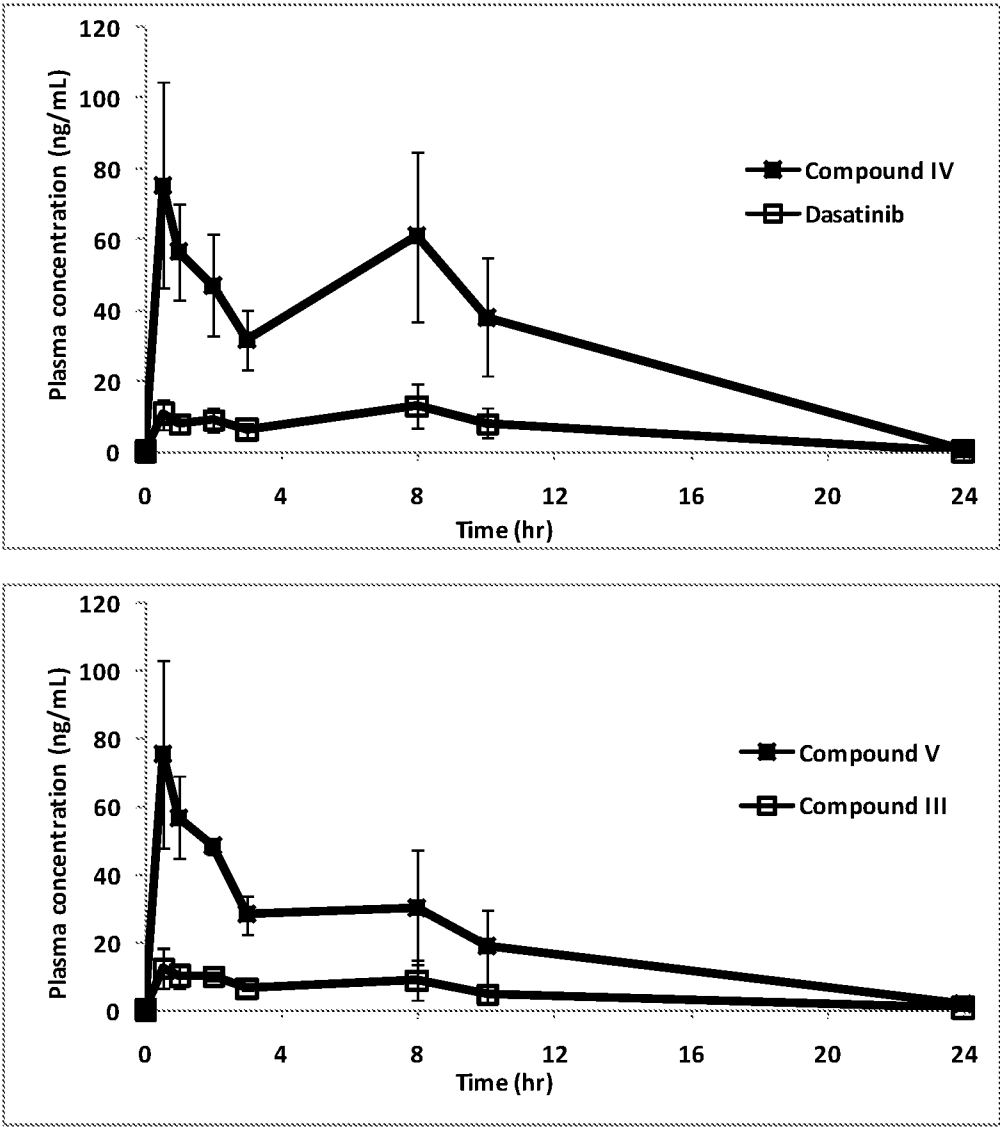 120
100
80
60
40
20
0
Plasma concentration (ng/mL)
Compound IV
Dasatinib
0 4 8 12 16 20 24
Time (hr)
120
100
80
60
40
20
0
Plasma concentration (ng/mL)
Compound V
Compound III
0 4 8 12 16 20 24
Time (hr)